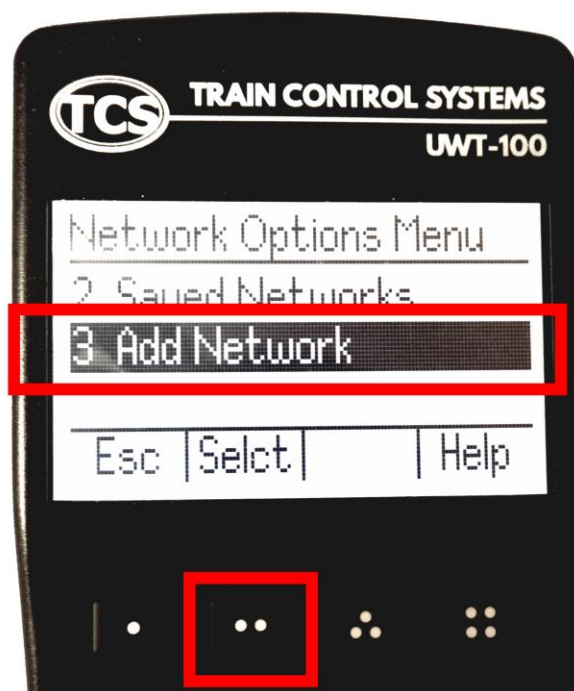 TCS TRAIN CONTROL SYSTEMS
UWT-100
Network Options Menu
2 Saved Networks
3 Add Network
Esc Selct Help